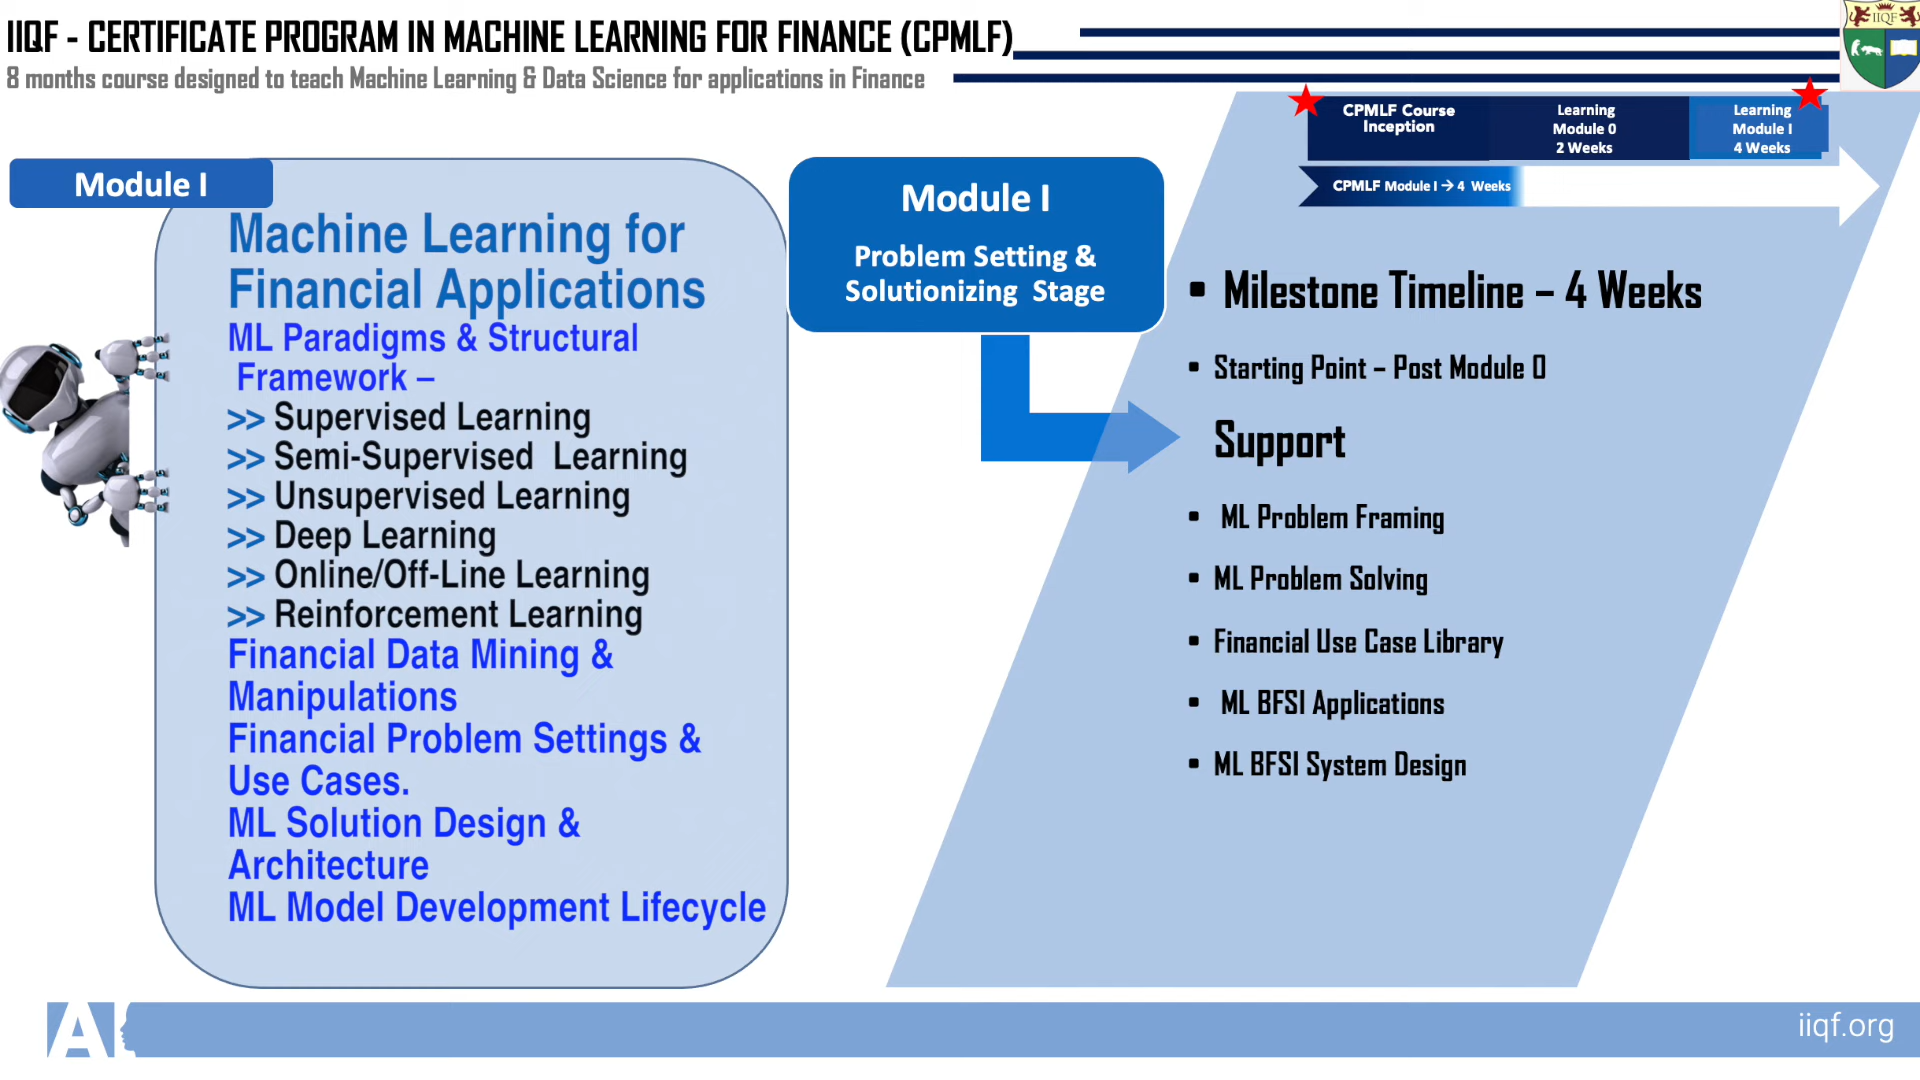 IIQF - CERTIFICATE PROGRAM IN MACHINE LEARNING FOR FINANCE (CPMLF)
8 months course designed to teach Machine Learning & Data Science for applications in Finance
IIQF
CPMLF Course
Inception
Learning
Module 0
2 Weeks
Learning
Module I
4 Weeks
CPMLF Module I → 4 Weeks
Module I
Machine Learning for
Financial Applications
ML Paradigms & Structural
Framework –
>> Supervised Learning
>> Semi-Supervised Learning
>> Unsupervised Learning
>> Deep Learning
>> Online/Off-Line Learning
>> Reinforcement Learning
Financial Data Mining &
Manipulations
Financial Problem Settings &
Use Cases.
ML Solution Design &
Architecture
ML Model Development Lifecycle
Module I
Problem Setting &
Solutionizing Stage
▪ Milestone Timeline – 4 Weeks
▪ Starting Point – Post Module 0
Support
▪ ML Problem Framing
▪ ML Problem Solving
▪ Financial Use Case Library
▪ ML BFSI Applications
▪ ML BFSI System Design
AI
iiqf.org